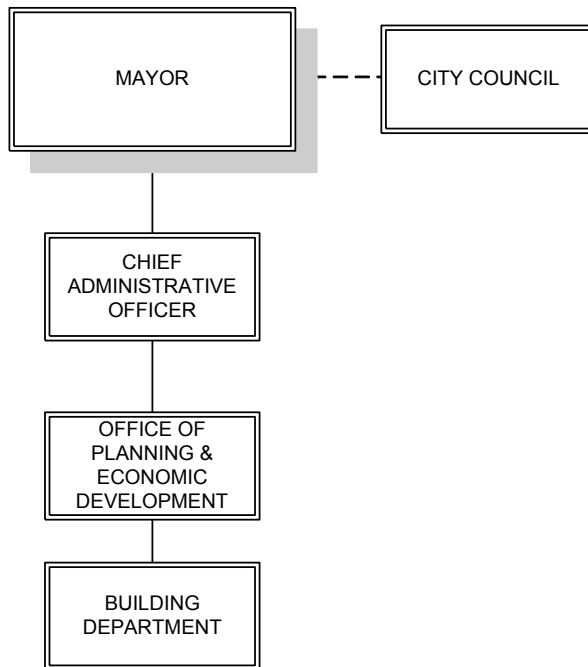 MAYOR
CITY COUNCIL
CHIEF
ADMINISTRATIVE
OFFICER
OFFICE OF
PLANNING &
ECONOMIC
DEVELOPMENT
BUILDING
DEPARTMENT